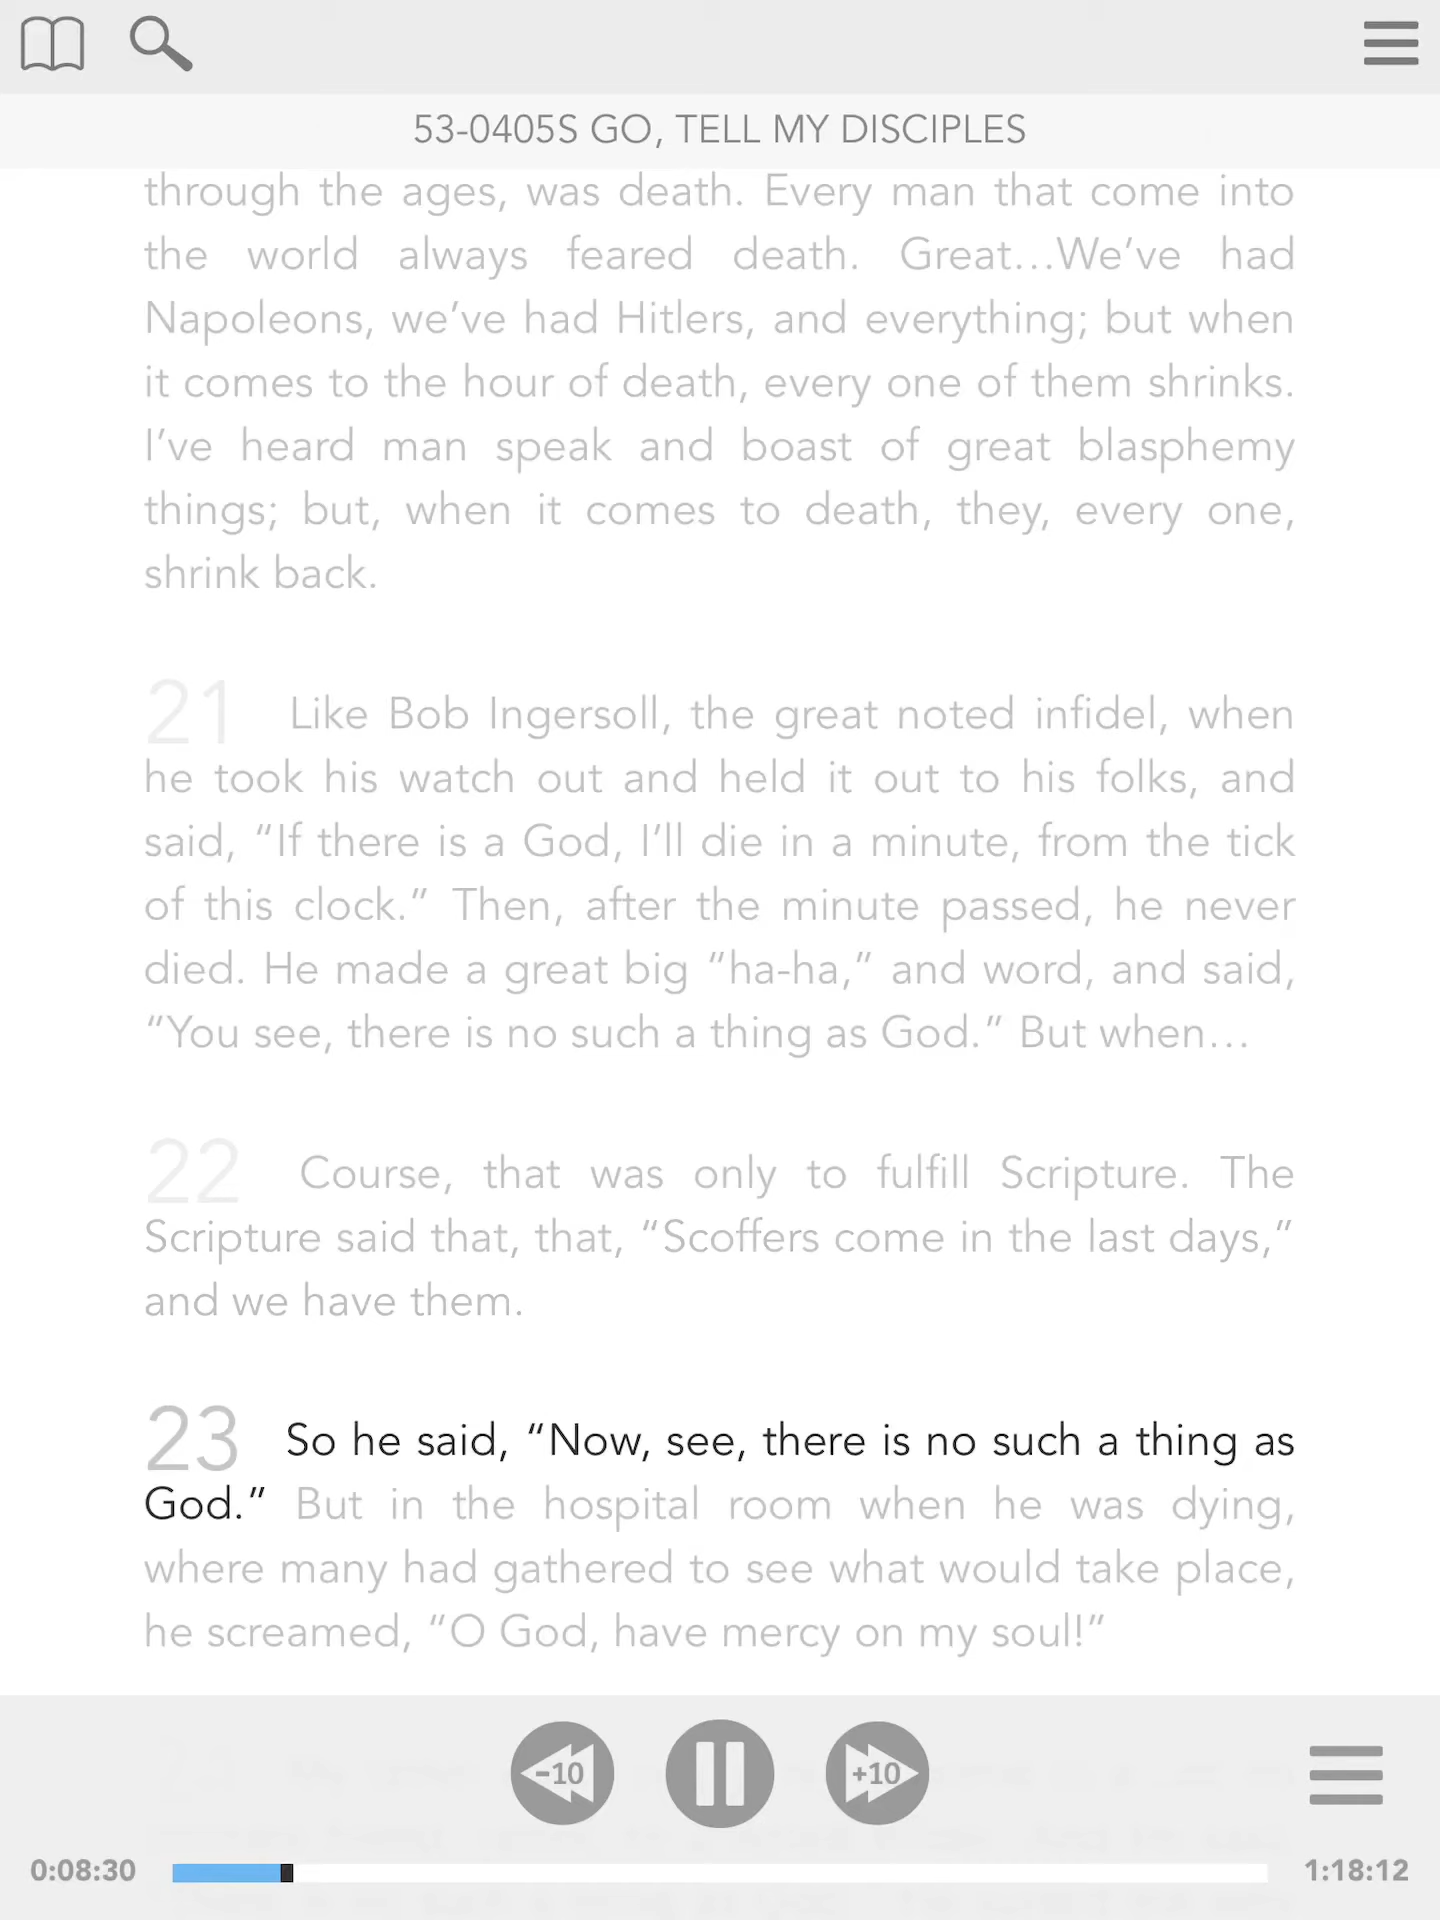 53-0405S GO, TELL MY DISCIPLES
through the ages, was death. Every man that come into
the world always feared death. Great…We’ve had
Napoleons, we’ve had Hitlers, and everything; but when
it comes to the hour of death, every one of them shrinks.
I’ve heard man speak and boast of great blasphemy
things; but, when it comes to death, they, every one,
shrink back.
21 Like Bob Ingersoll, the great noted infidel, when
he took his watch out and held it out to his folks, and
said, “If there is a God, I’ll die in a minute, from the tick
of this clock.” Then, after the minute passed, he never
died. He made a great big “ha-ha,” and word, and said,
“You see, there is no such a thing as God.” But when…
22 Course, that was only to fulfill Scripture. The
Scripture said that, that, “Scoffers come in the last days,”
and we have them.
23 So he said, “Now, see, there is no such a thing as
God.” But in the hospital room when he was dying,
where many had gathered to see what would take place,
he screamed, “O God, have mercy on my soul!”
-10 +10
0:08:30 1:18:12